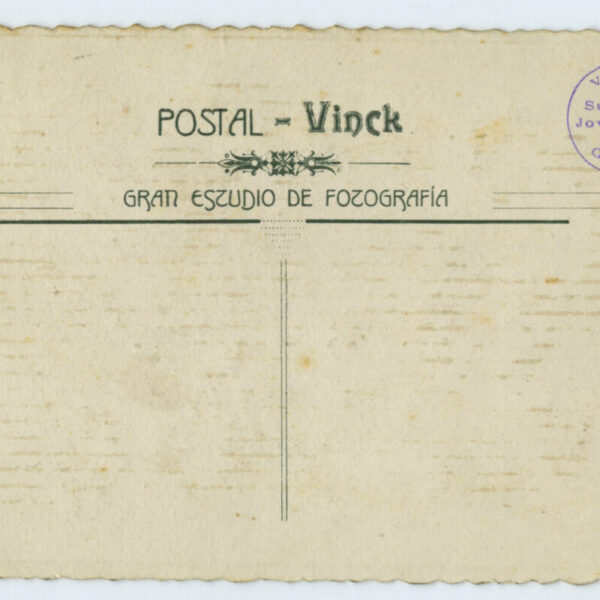 POSTAL - Vinck
GRAN ESTUDIO DE FOTOGRAFÍA